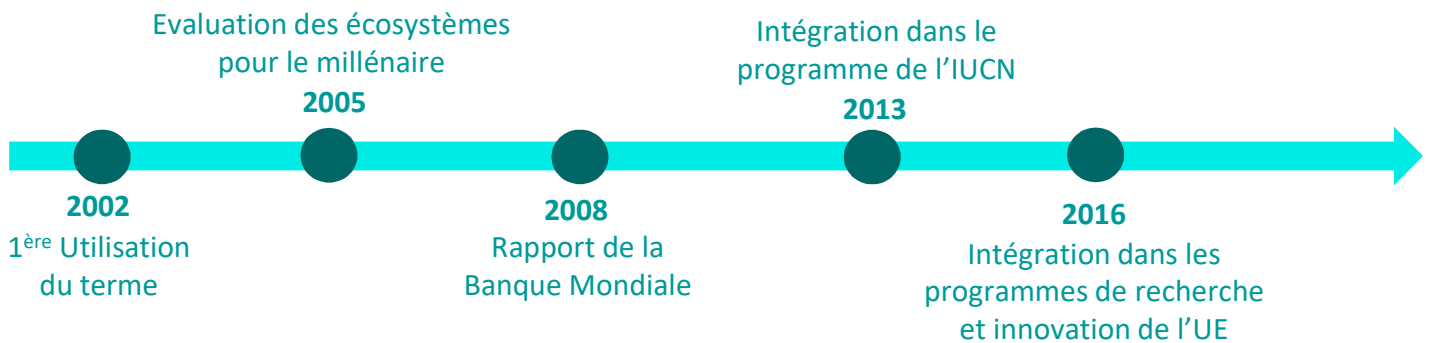 Evaluation des écosystèmes
pour le millénaire
2005
Intégration dans le
programme de l’IUCN
2013
2002
1ère Utilisation
du terme
2008
Rapport de la
Banque Mondiale
2016
Intégration dans les
programmes de recherche
et innovation de l’UE